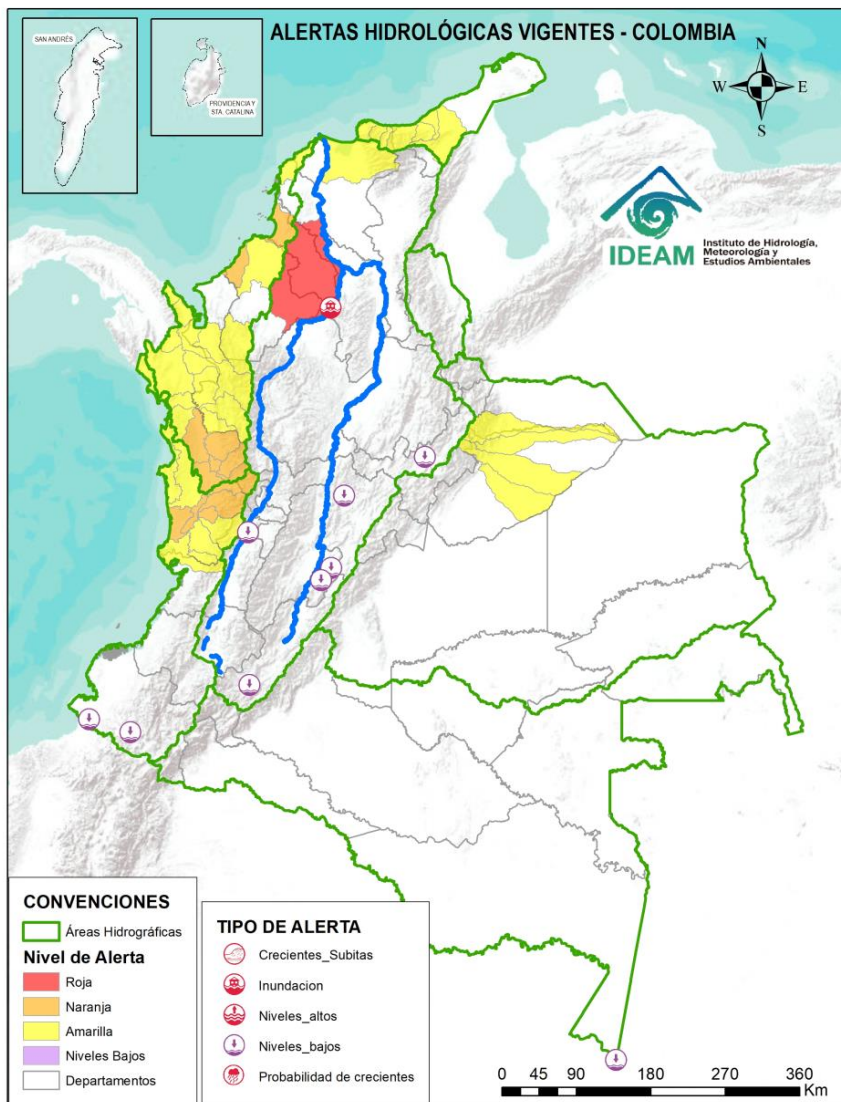 ALERTAS HIDROLÓGICAS VIGENTES - COLOMBIA
SAN ANDRÉS
PROVIDENCIA Y
STA. CATALINA
N
W
E
S
IDEAM
Instituto de Hidrología,
Meteorología y
Estudios Ambientales
CONVENCIONES
Áreas Hidrográficas
Nivel de Alerta
Roja
Naranja
Amarilla
Niveles Bajos
Departamentos
TIPO DE ALERTA
Crecientes_Subitas
Inundacion
Niveles_altos
Niveles_bajos
Probabilidad de crecientes
0 45 90 180 270 360
Km